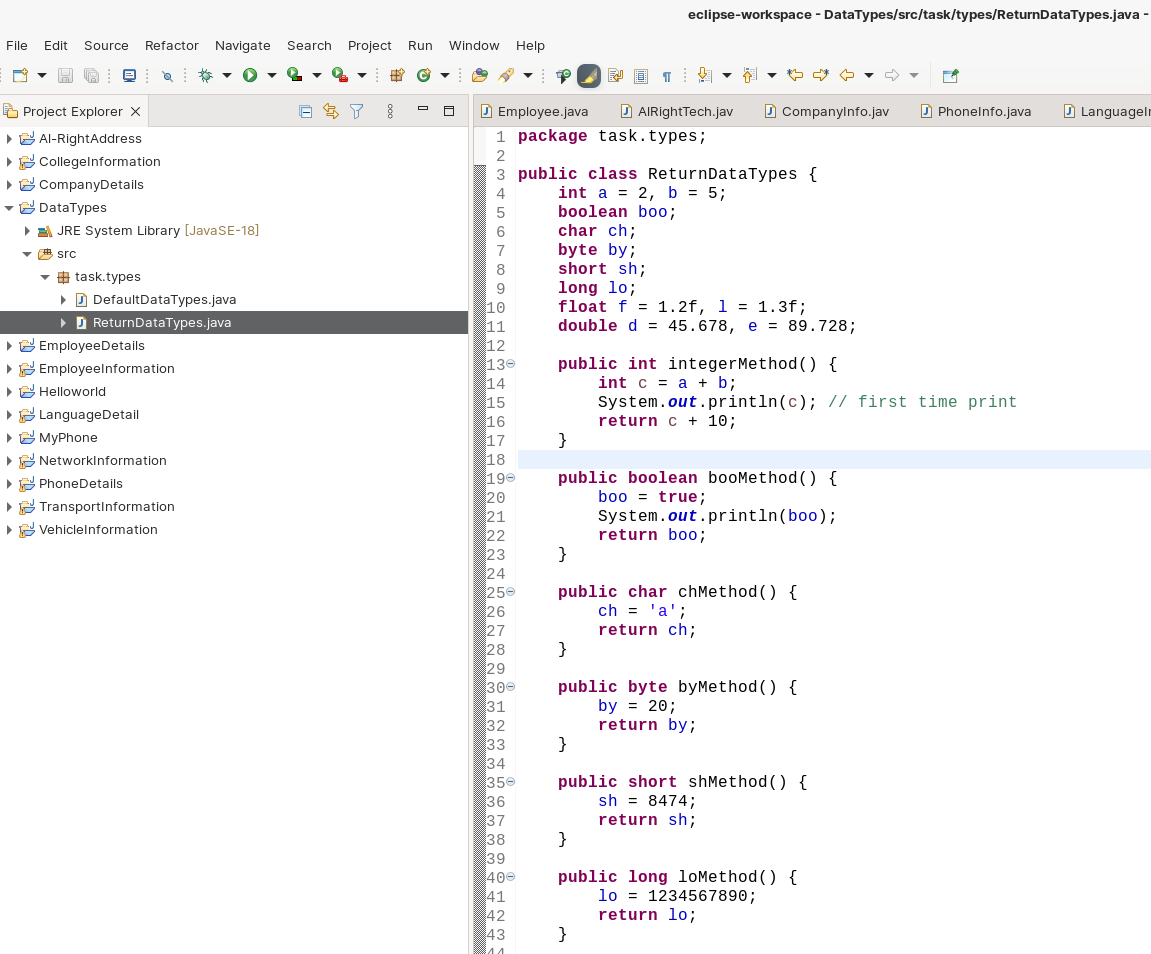 eclipse-workspace - DataTypes/src/task/types/ReturnDataTypes.java -
File Edit Source Refactor Navigate Search Project Run Window Help
Project Explorer
AI-RightAddress
CollegeInformation
CompanyDetails
DataTypes
JRE System Library [JavaSE-18]
src
task.types
DefaultDataTypes.java
ReturnDataTypes.java
EmployeeDetails
EmployeeInformation
Helloworld
LanguageDetail
MyPhone
NetworkInformation
PhoneDetails
TransportInformation
VehicleInformation
Employee.java AIRightTech.jav CompanyInfo.jav PhoneInfo.java LanguageIn
1 package task.types;
2
3 public class ReturnDataTypes {
4     int a = 2, b = 5;
5     boolean boo;
6     char ch;
7     byte by;
8     short sh;
9     long lo;
10     float f = 1.2f, l = 1.3f;
11     double d = 45.678, e = 89.728;
12
13     public int integerMethod() {
14         int c = a + b;
15         System.out.println(c); // first time print
16         return c + 10;
17     }
18
19     public boolean booMethod() {
20         boo = true;
21         System.out.println(boo);
22         return boo;
23     }
24
25     public char chMethod() {
26         ch = 'a';
27         return ch;
28     }
29
30     public byte byMethod() {
31         by = 20;
32         return by;
33     }
34
35     public short shMethod() {
36         sh = 8474;
37         return sh;
38     }
39
40     public long loMethod() {
41         lo = 1234567890;
42         return lo;
43     }
44